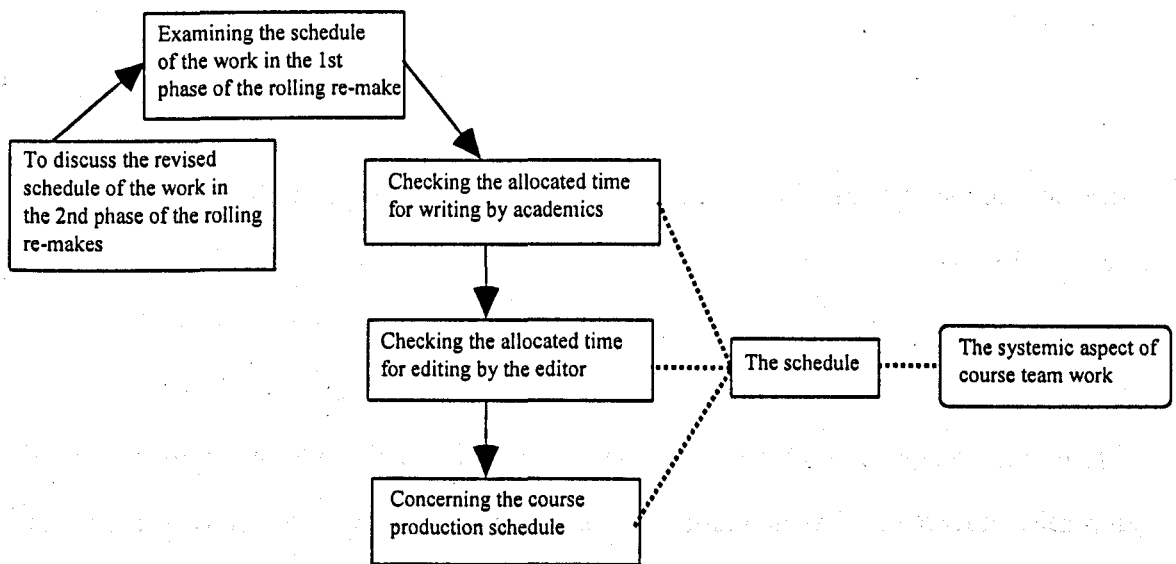 Examining the schedule
of the work in the 1st
phase of the rolling re-make
To discuss the revised
schedule of the work in
the 2nd phase of the rolling
re-makes
Checking the allocated time
for writing by academics
Checking the allocated time
for editing by the editor
The schedule
The systemic aspect of
course team work
Concerning the course
production schedule